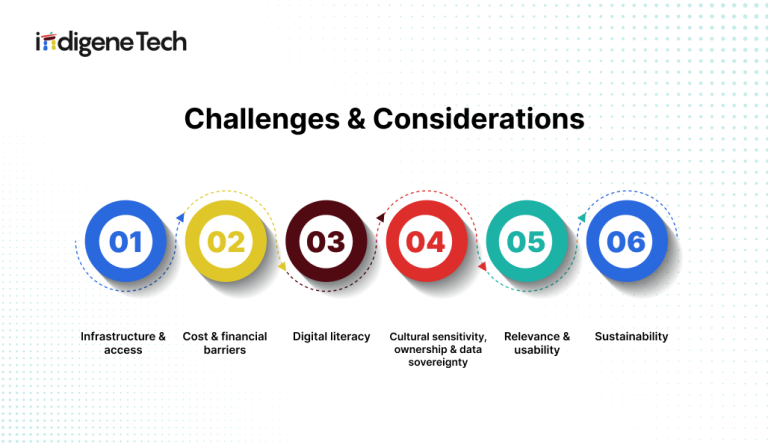 indigeneTech
Challenges & Considerations
01
02
03
04
05
06
Infrastructure &
access
Cost & financial
barriers
Digital literacy
Cultural sensitivity,
ownership & data
sovereignty
Relevance &
usability
Sustainability